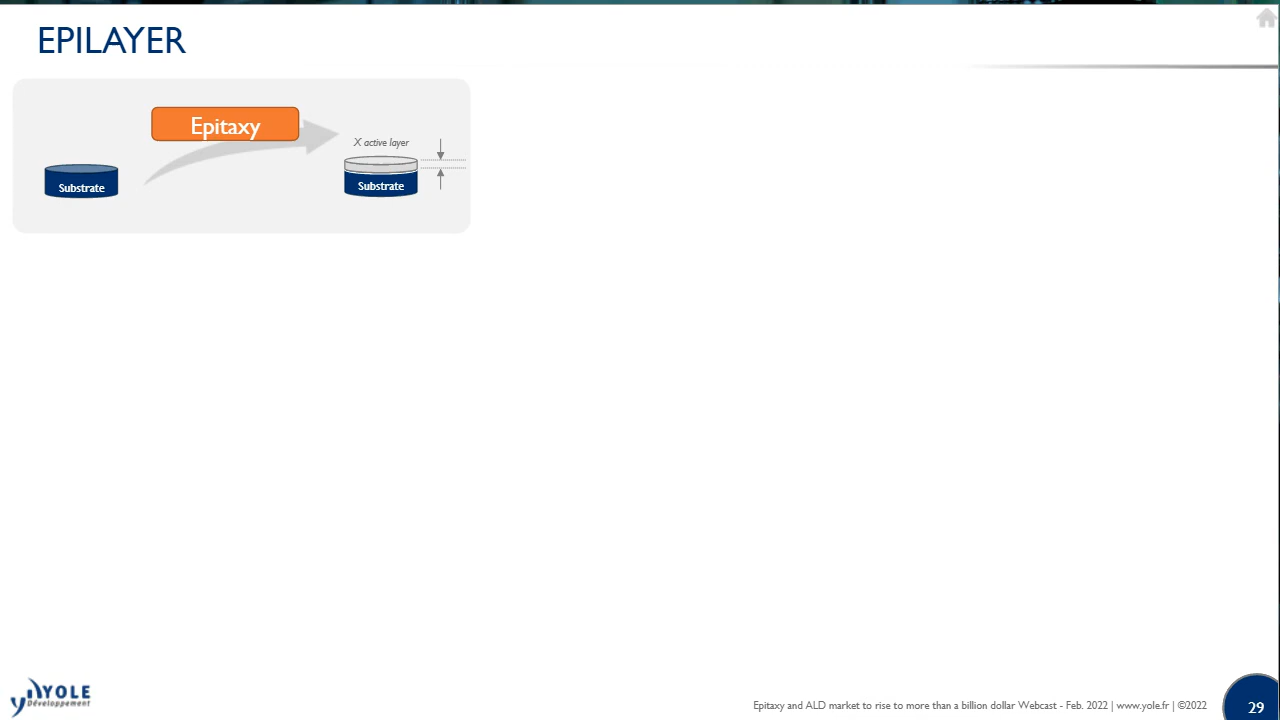 EPILAYER
Epitaxy
X active layer
Substrate
Substrate
YOLE
Développement
Epitaxy and ALD market to rise to more than a billion dollar Webcast - Feb. 2022 | www.yole.fr | ©2022
29